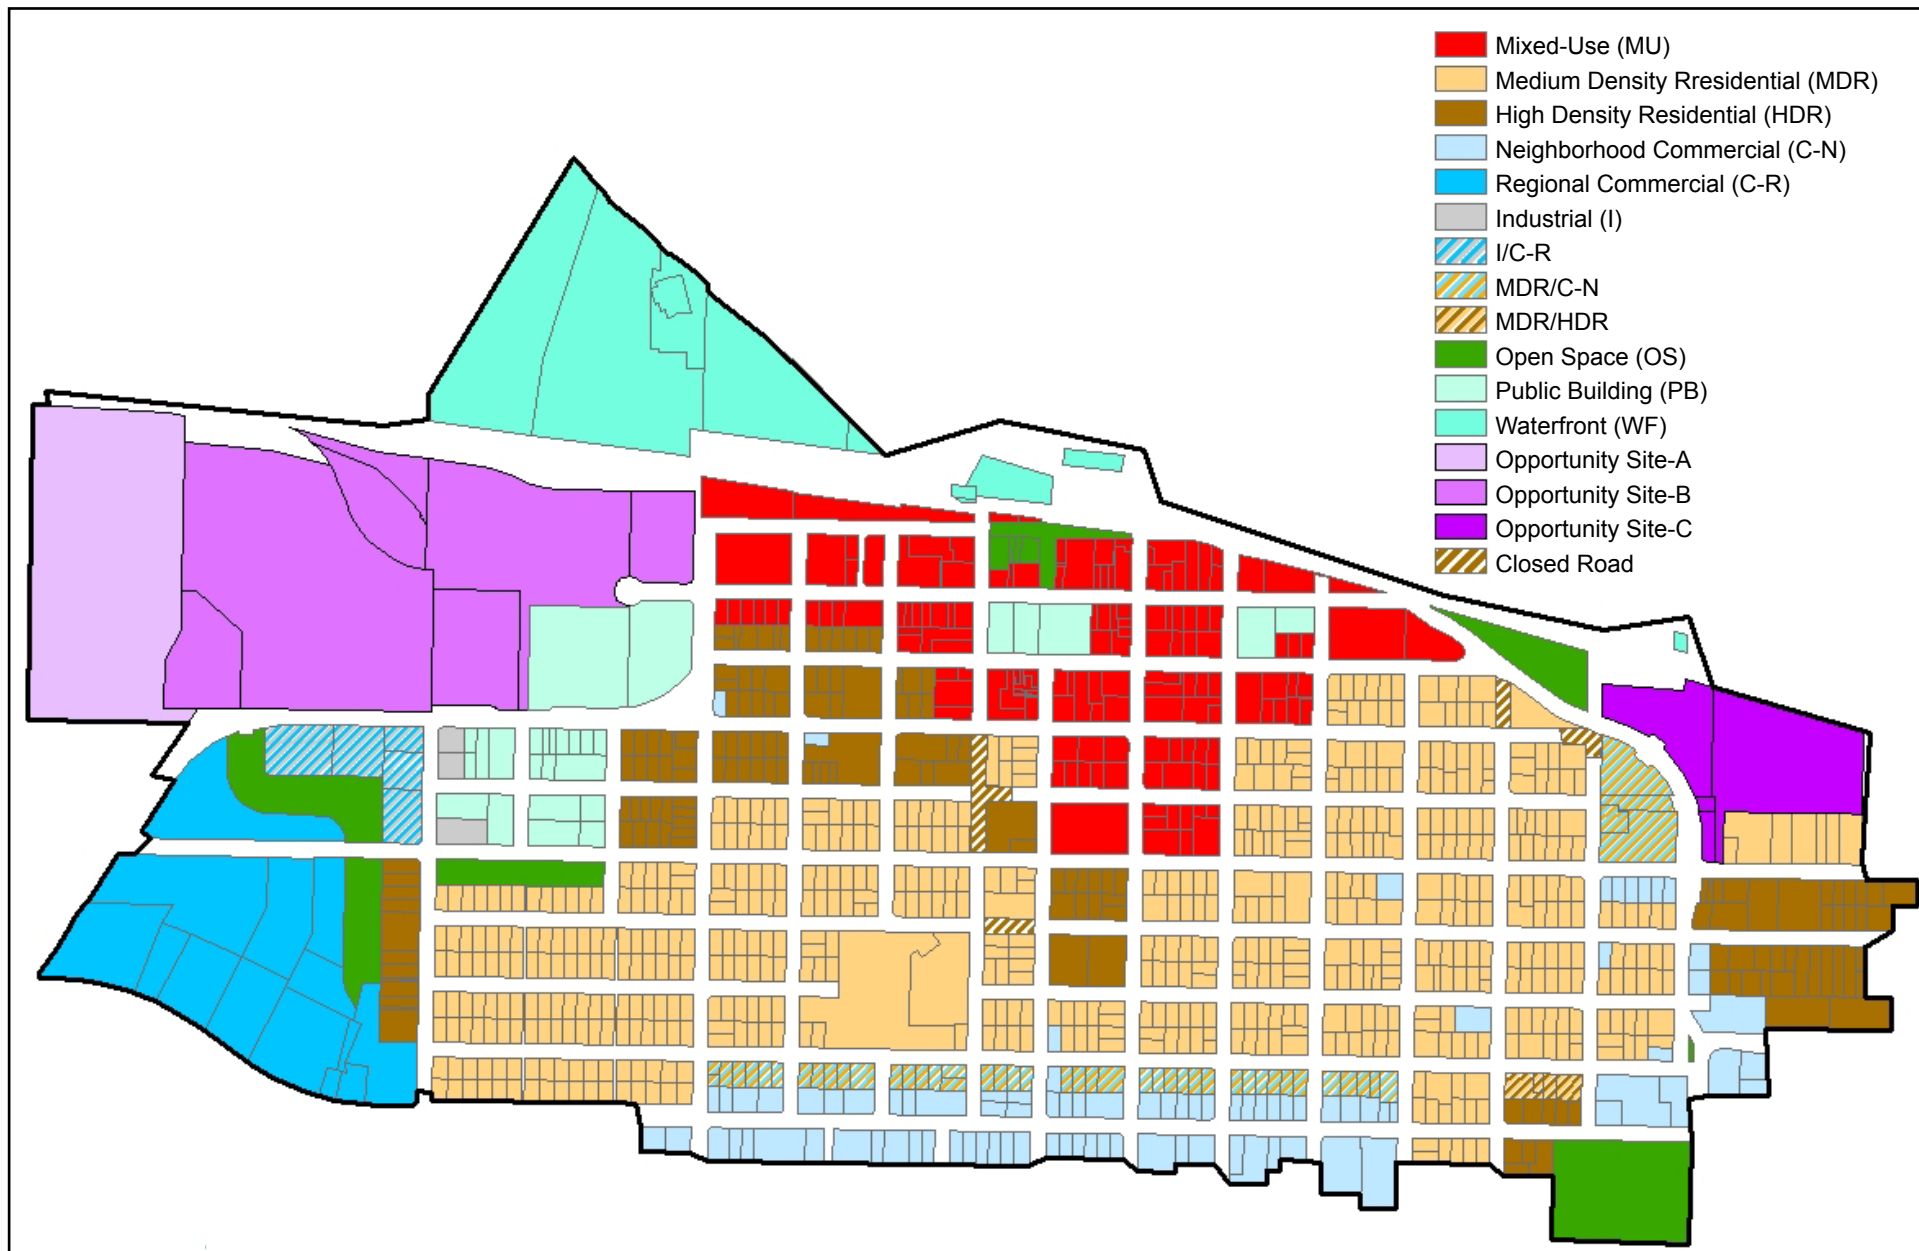 Mixed-Use (MU)
Medium Density Rresidential (MDR)
High Density Residential (HDR)
Neighborhood Commercial (C-N)
Regional Commercial (C-R)
Industrial (I)
I/C-R
MDR/C-N
MDR/HDR
Open Space (OS)
Public Building (PB)
Waterfront (WF)
Opportunity Site-A
Opportunity Site-B
Opportunity Site-C
Closed Road